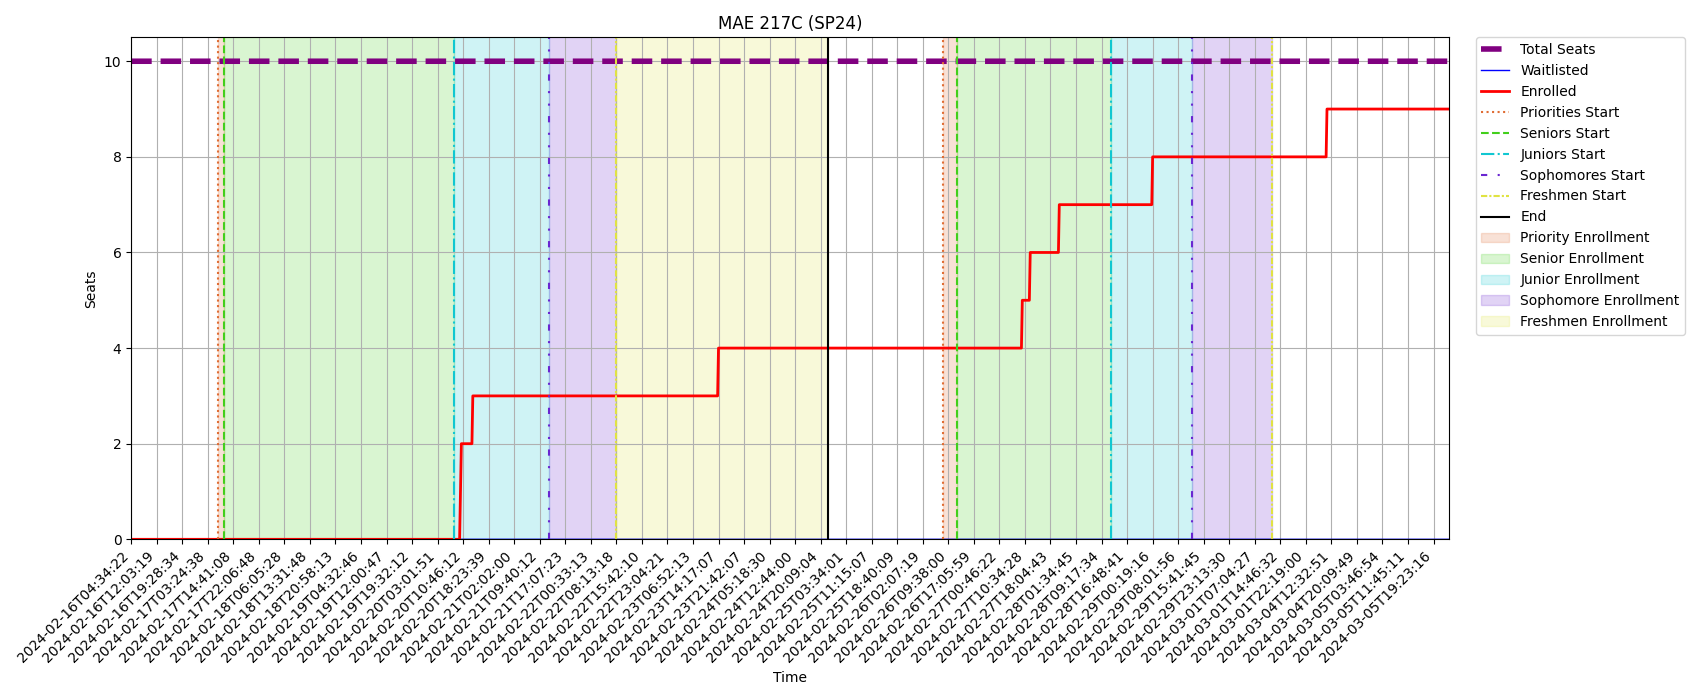 MAE 217C (SP24)
Seats
10
8
6
4
2
0
2024-02-16T04:34:22
2024-02-16T12:03:19
2024-02-16T19:28:34
2024-02-17T03:24:38
2024-02-17T14:41:08
2024-02-17T22:06:48
2024-02-18T06:05:28
2024-02-18T13:31:48
2024-02-18T20:58:13
2024-02-19T04:32:46
2024-02-19T12:00:47
2024-02-19T19:32:12
2024-02-20T03:01:51
2024-02-20T10:46:12
2024-02-20T18:23:39
2024-02-21T02:02:00
2024-02-21T09:40:12
2024-02-21T17:07:23
2024-02-22T00:33:13
2024-02-22T08:13:18
2024-02-22T15:42:10
2024-02-22T23:04:21
2024-02-23T06:52:13
2024-02-23T14:17:07
2024-02-23T21:42:07
2024-02-24T05:18:30
2024-02-24T12:44:00
2024-02-24T20:09:04
2024-02-25T03:34:01
2024-02-25T11:15:07
2024-02-25T18:40:09
2024-02-26T02:07:19
2024-02-26T09:38:00
2024-02-26T17:05:59
2024-02-27T00:46:22
2024-02-27T10:34:28
2024-02-27T18:04:43
2024-02-28T01:34:45
2024-02-28T09:17:34
2024-02-28T16:48:41
2024-02-29T00:19:16
2024-02-29T08:01:56
2024-02-29T15:41:45
2024-02-29T23:13:30
2024-03-01T07:04:27
2024-03-01T14:46:32
2024-03-01T22:19:00
2024-03-04T12:32:51
2024-03-04T20:09:49
2024-03-05T03:46:54
2024-03-05T11:45:11
2024-03-05T19:23:16
Time
Total Seats
Waitlisted
Enrolled
Priorities Start
Seniors Start
Juniors Start
Sophomores Start
Freshmen Start
End
Priority Enrollment
Senior Enrollment
Junior Enrollment
Sophomore Enrollment
Freshmen Enrollment